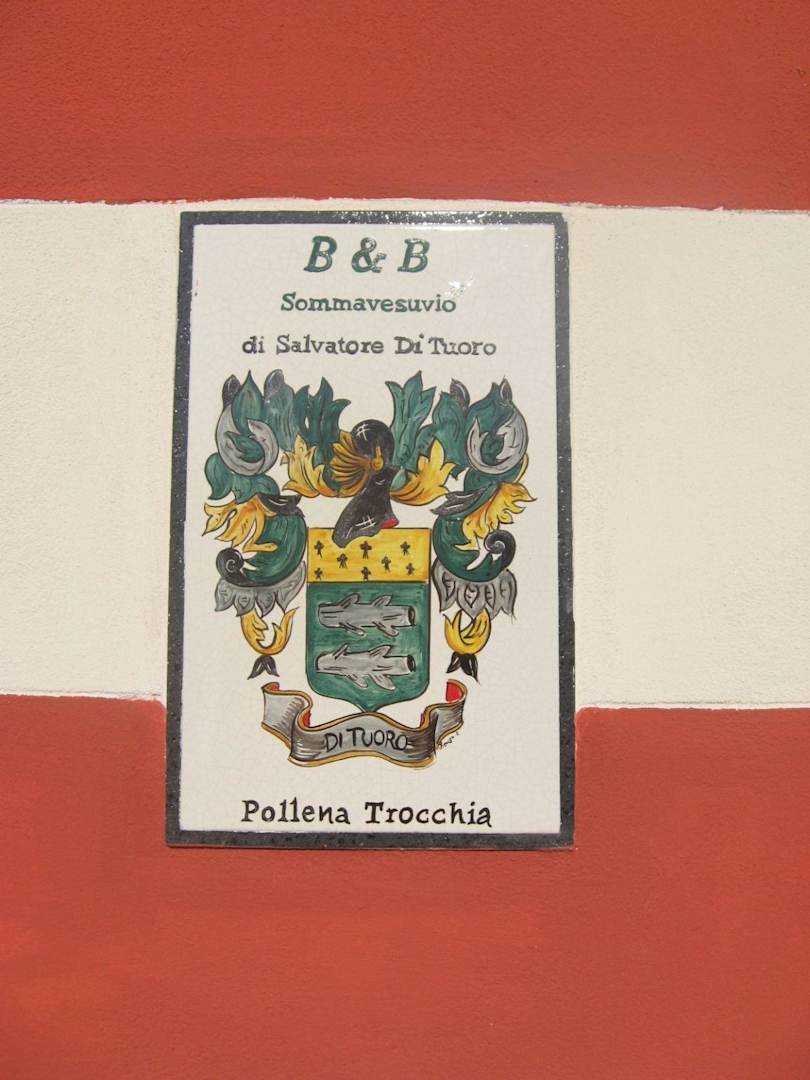 B & B
Sommavesuvio
di Salvatore Di Tuoro
DI TUORO
Pollena Trocchia